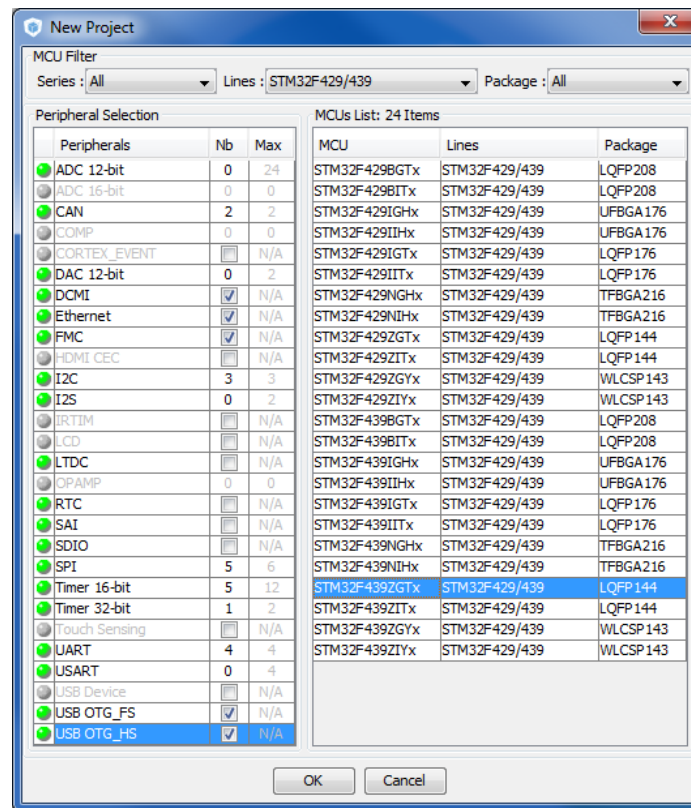 New Project
MCU Filter
Series : All Lines : STM32F429/439 Package : All
Peripheral Selection
Peripherals Nb Max
ADC 12-bit 0 24
ADC 16-bit 0 0
CAN 2 2
COMP 0 0
CORTEX_EVENT N/A
DAC 12-bit 0 2
DCMI N/A
Ethernet N/A
FMC N/A
HDMI CEC N/A
I2C 3 3
I2S 0 2
IRTIM N/A
LCD N/A
LTDC N/A
OPAMP 0 0
RTC N/A
SAI N/A
SDIO N/A
SPI 5 6
Timer 16-bit 5 12
Timer 32-bit 1 2
Touch Sensing N/A
UART 4 4
USART 0 4
USB Device N/A
USB OTG_FS N/A
USB OTG_HS N/A
MCUs List: 24 Items
MCU Lines Package
STM32F429BGTx STM32F429/439 LQFP208
STM32F429BITx STM32F429/439 LQFP208
STM32F429IGHx STM32F429/439 UFBGA176
STM32F429IIHx STM32F429/439 UFBGA176
STM32F429IGTx STM32F429/439 LQFP176
STM32F429IITx STM32F429/439 LQFP176
STM32F429NGHx STM32F429/439 TFBGA216
STM32F429NIHx STM32F429/439 TFBGA216
STM32F429ZGTx STM32F429/439 LQFP144
STM32F429ZITx STM32F429/439 LQFP144
STM32F429ZGYx STM32F429/439 WLCSP143
STM32F429ZIYx STM32F429/439 WLCSP143
STM32F439BGTx STM32F429/439 LQFP208
STM32F439BITx STM32F429/439 LQFP208
STM32F439IGHx STM32F429/439 UFBGA176
STM32F439IIHx STM32F429/439 UFBGA176
STM32F439IGTx STM32F429/439 LQFP176
STM32F439IITx STM32F429/439 LQFP176
STM32F439NGHx STM32F429/439 TFBGA216
STM32F439NIHx STM32F429/439 TFBGA216
STM32F439ZGTx STM32F429/439 LQFP144
STM32F439ZITx STM32F429/439 LQFP144
STM32F439ZGYx STM32F429/439 WLCSP143
STM32F439ZIYx STM32F429/439 WLCSP143
OK Cancel